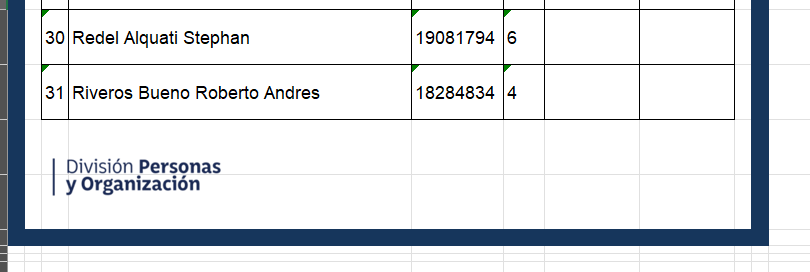 30 Redel Alquati Stephan 19081794 6
31 Riveros Bueno Roberto Andres 18284834 4
División Personas
y Organización